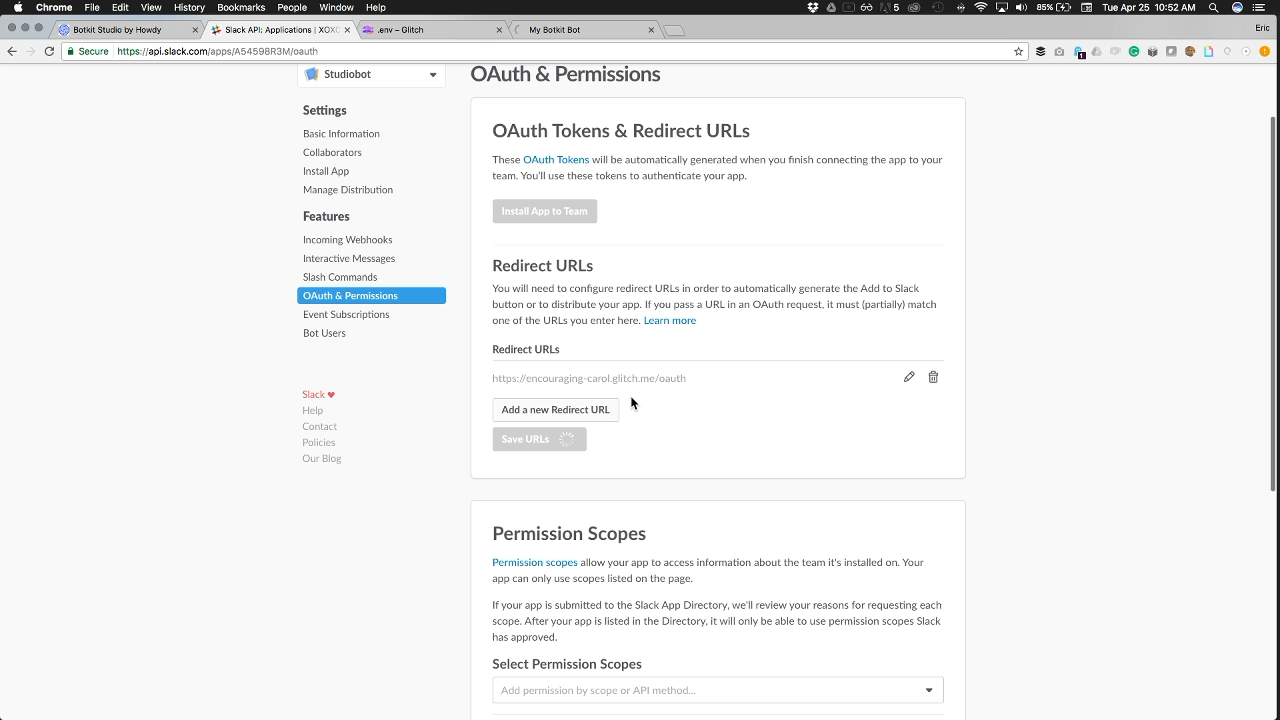 Chrome File Edit View History Bookmarks People Window Help
5 85% Tue Apr 25 10:52 AM
Botkit Studio by Howdy
Slack API: Applications | XOXC
.env – Glitch
My Botkit Bot
Eric
Secure https://api.slack.com/apps/A54598R3M/oauth
1
Studiobot
Settings
Basic Information
Collaborators
Install App
Manage Distribution
Features
Incoming Webhooks
Interactive Messages
Slash Commands
OAuth & Permissions
Event Subscriptions
Bot Users
Slack
Help
Contact
Policies
Our Blog
OAuth & Permissions
OAuth Tokens & Redirect URLs
These OAuth Tokens will be automatically generated when you finish connecting the app to your
team. You'll use these tokens to authenticate your app.
Install App to Team
Redirect URLs
You will need to configure redirect URLs in order to automatically generate the Add to Slack
button or to distribute your app. If you pass a URL in an OAuth request, it must (partially) match
one of the URLs you enter here. Learn more
Redirect URLs
https://encouraging-carol.glitch.me/oauth
Add a new Redirect URL
Save URLs
Permission Scopes
Permission scopes allow your app to access information about the team it's installed on. Your
app can only use scopes listed on the page.
If your app is submitted to the Slack App Directory, we'll review your reasons for requesting each
scope. After your app is listed in the Directory, it will only be able to use permission scopes Slack
has approved.
Select Permission Scopes
Add permission by scope or API method...